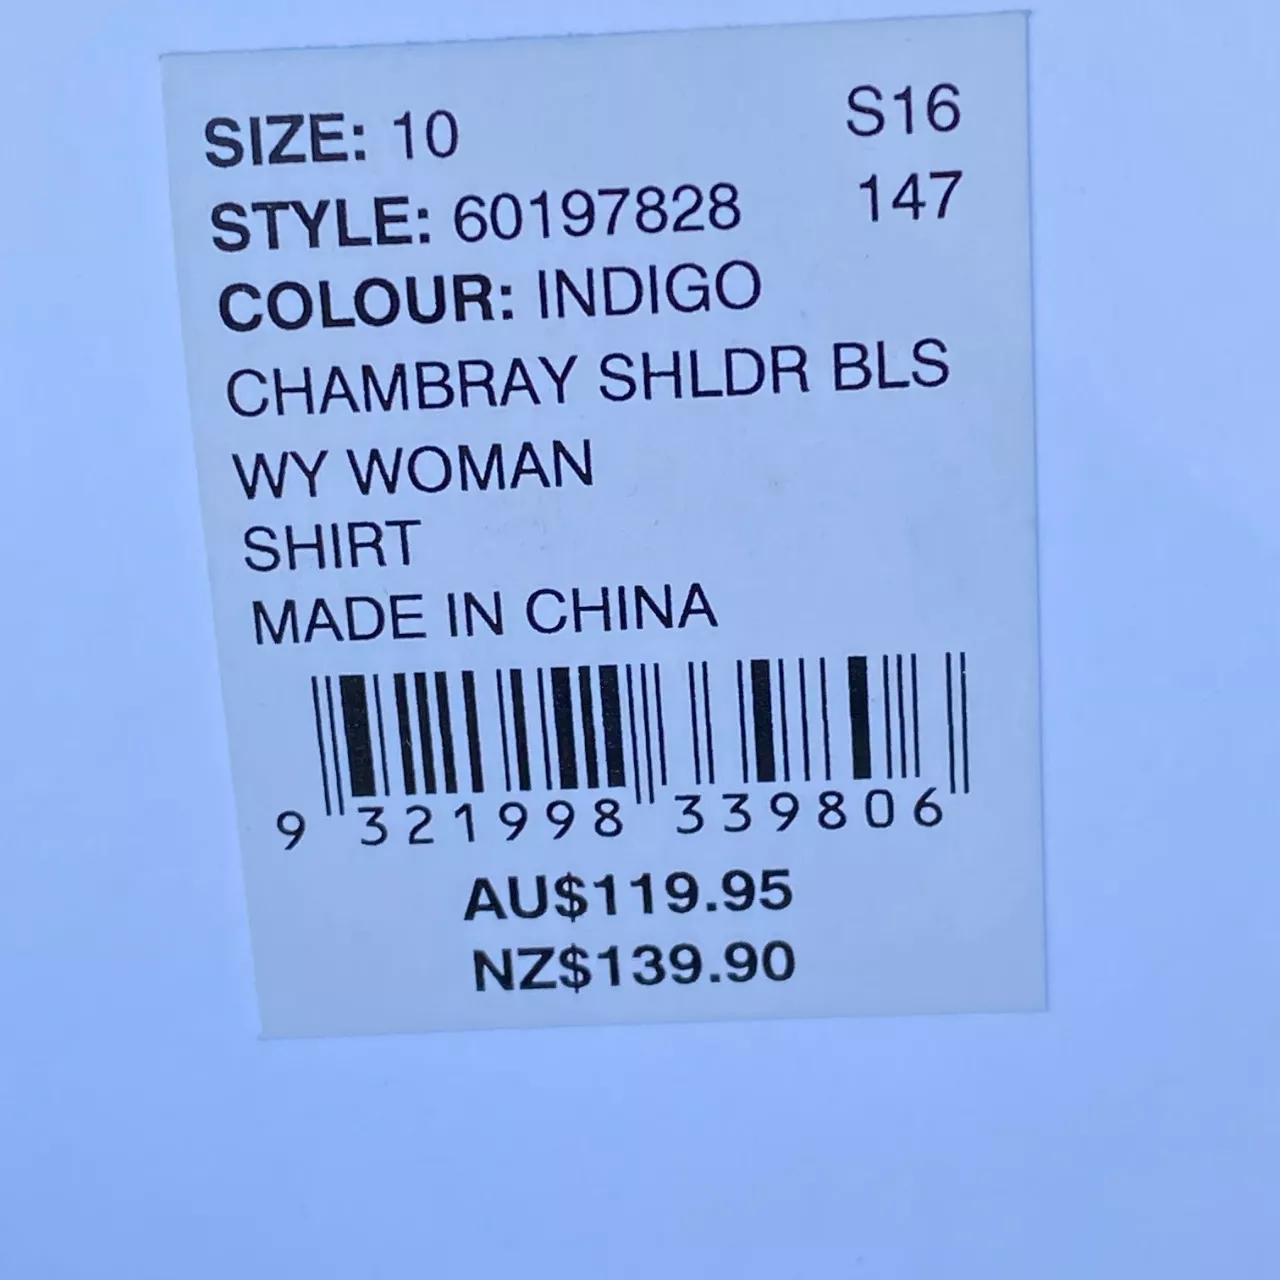 SIZE: 10 S16
STYLE: 60197828 147
COLOUR: INDIGO
CHAMBRAY SHLDR BLS
WY WOMAN
SHIRT
MADE IN CHINA
9 321998 339806
AU$119.95
NZ$139.90